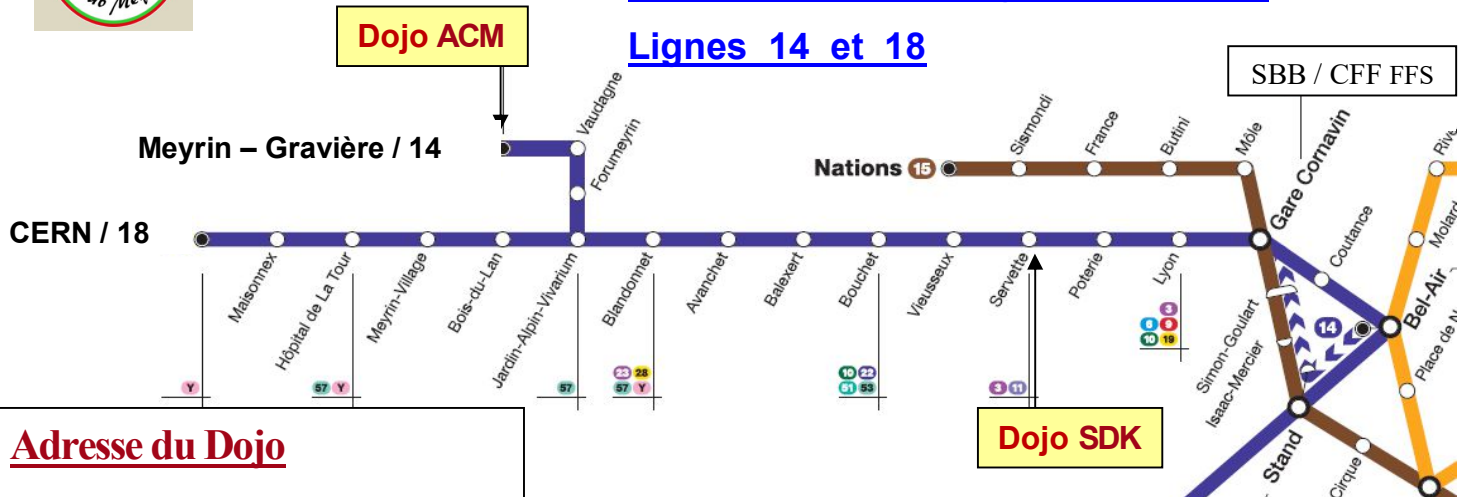 Dojo ACM
Lignes 14 et 18
SBB / CFF FFS
Meyrin – Gravière / 14
Vaudagne
Forumeyrin
Nations 15
Sismondi
France
Butini
Môle
Gare Cornavin
Coutance
Molard
Bel-Air
CERN / 18
Maisonnex
Hôpital de La Tour
Meyrin-Village
Bois-du-Lan
Jardin-Alpin-Vivarium
Blandonnet
Avanchet
Balexert
Bouchet
Vieusseux
Servette
Poterie
Lyon
Simon-Goulart
Isaac-Mercier
14
Place de
Stand
Cirque
Y
57 Y
57
23 28
57 Y
10 22
51 53
3 11
3
6 9
10 19
Dojo SDK
Adresse du Dojo